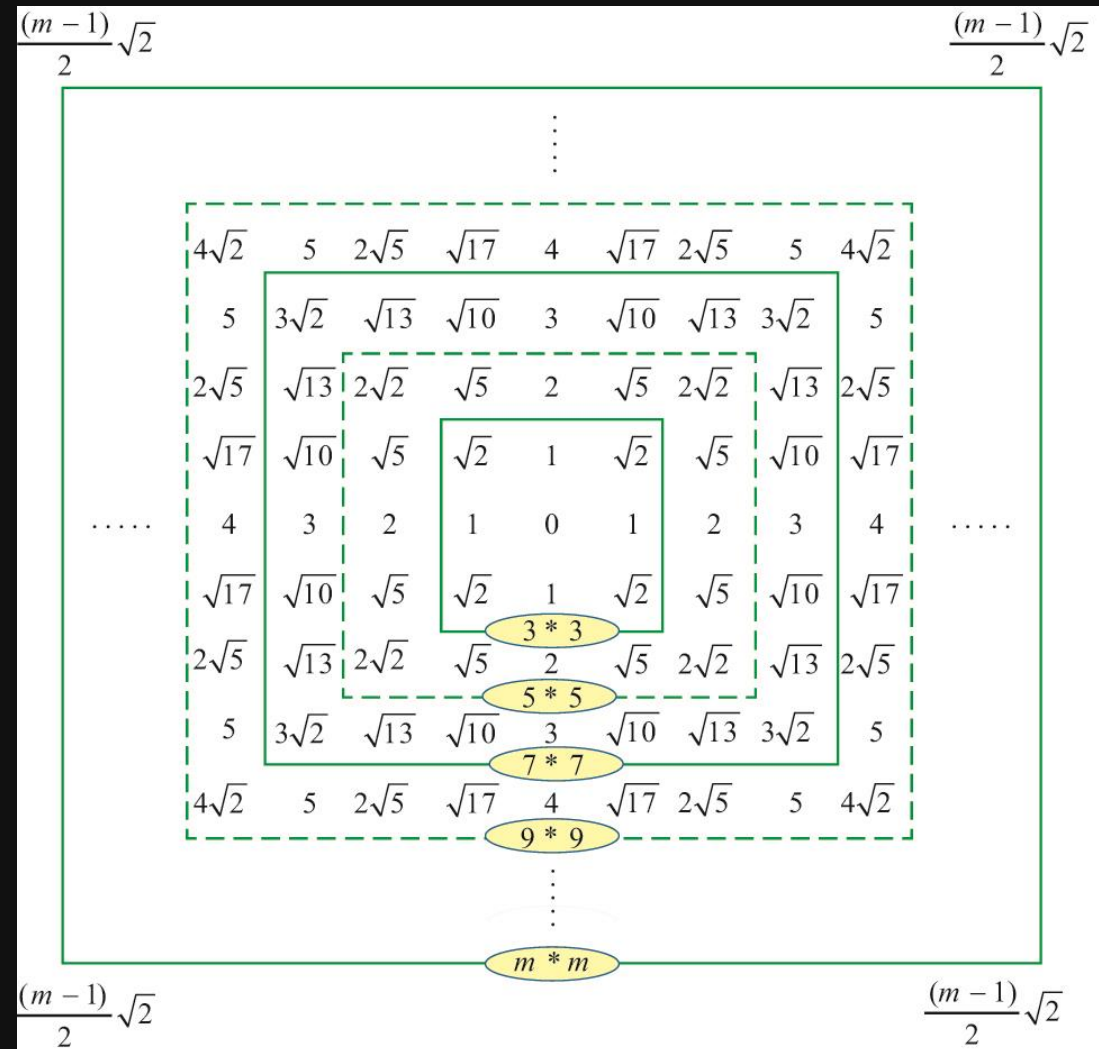 (m − 1)/2 √2 (m − 1)/2 √2
⋮
4√2 5 2√5 √17 4 √17 2√5 5 4√2
5 3√2 √13 √10 3 √10 √13 3√2 5
2√5 √13 2√2 √5 2 √5 2√2 √13 2√5
√17 √10 √5 √2 1 √2 √5 √10 √17
..... 4 3 2 1 0 1 2 3 4 .....
√17 √10 √5 √2 1 √2 √5 √10 √17
3 * 3
2√5 √13 2√2 √5 2 √5 2√2 √13 2√5
5 * 5
5 3√2 √13 √10 3 √10 √13 3√2 5
7 * 7
4√2 5 2√5 √17 4 √17 2√5 5 4√2
9 * 9
⋮
m * m
(m − 1)/2 √2 (m − 1)/2 √2